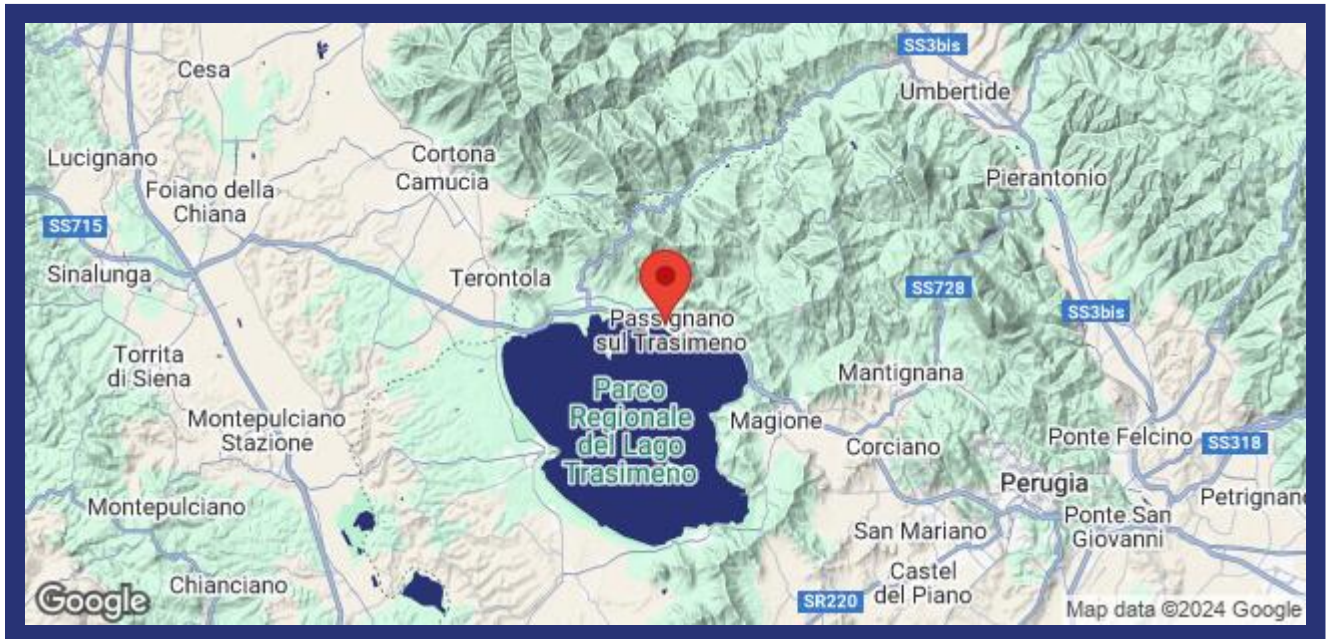 SS3bis
Cesa
Umbertide
Lucignano
Cortona
Camucia
Pierantonio
Foiano della
Chiana
SS715
Sinalunga
Terontola
SS728
SS3bis
Passignano
sul Trasimeno
Torrita
di Siena
Mantignana
Parco
Regionale
del Lago
Trasimeno
Montepulciano
Stazione
Magione
Corciano
Ponte Felcino
SS318
Perugia
Petrignano
Montepulciano
Ponte San
Giovanni
San Mariano
Chianciano
Castel
del Piano
SR220
Google
Map data ©2024 Google